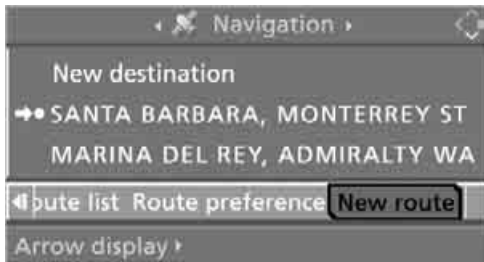 Navigation
New destination
SANTA BARBARA, MONTERREY ST
MARINA DEL REY, ADMIRALTY WA
oute list Route preference New route
Arrow display